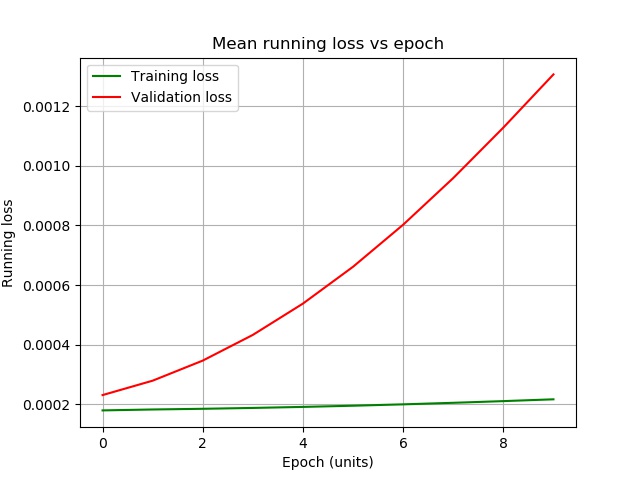 Mean running loss vs epoch
Training loss
Validation loss
0.0012
0.0010
0.0008
0.0006
0.0004
0.0002
Running loss
0 2 4 6 8
Epoch (units)